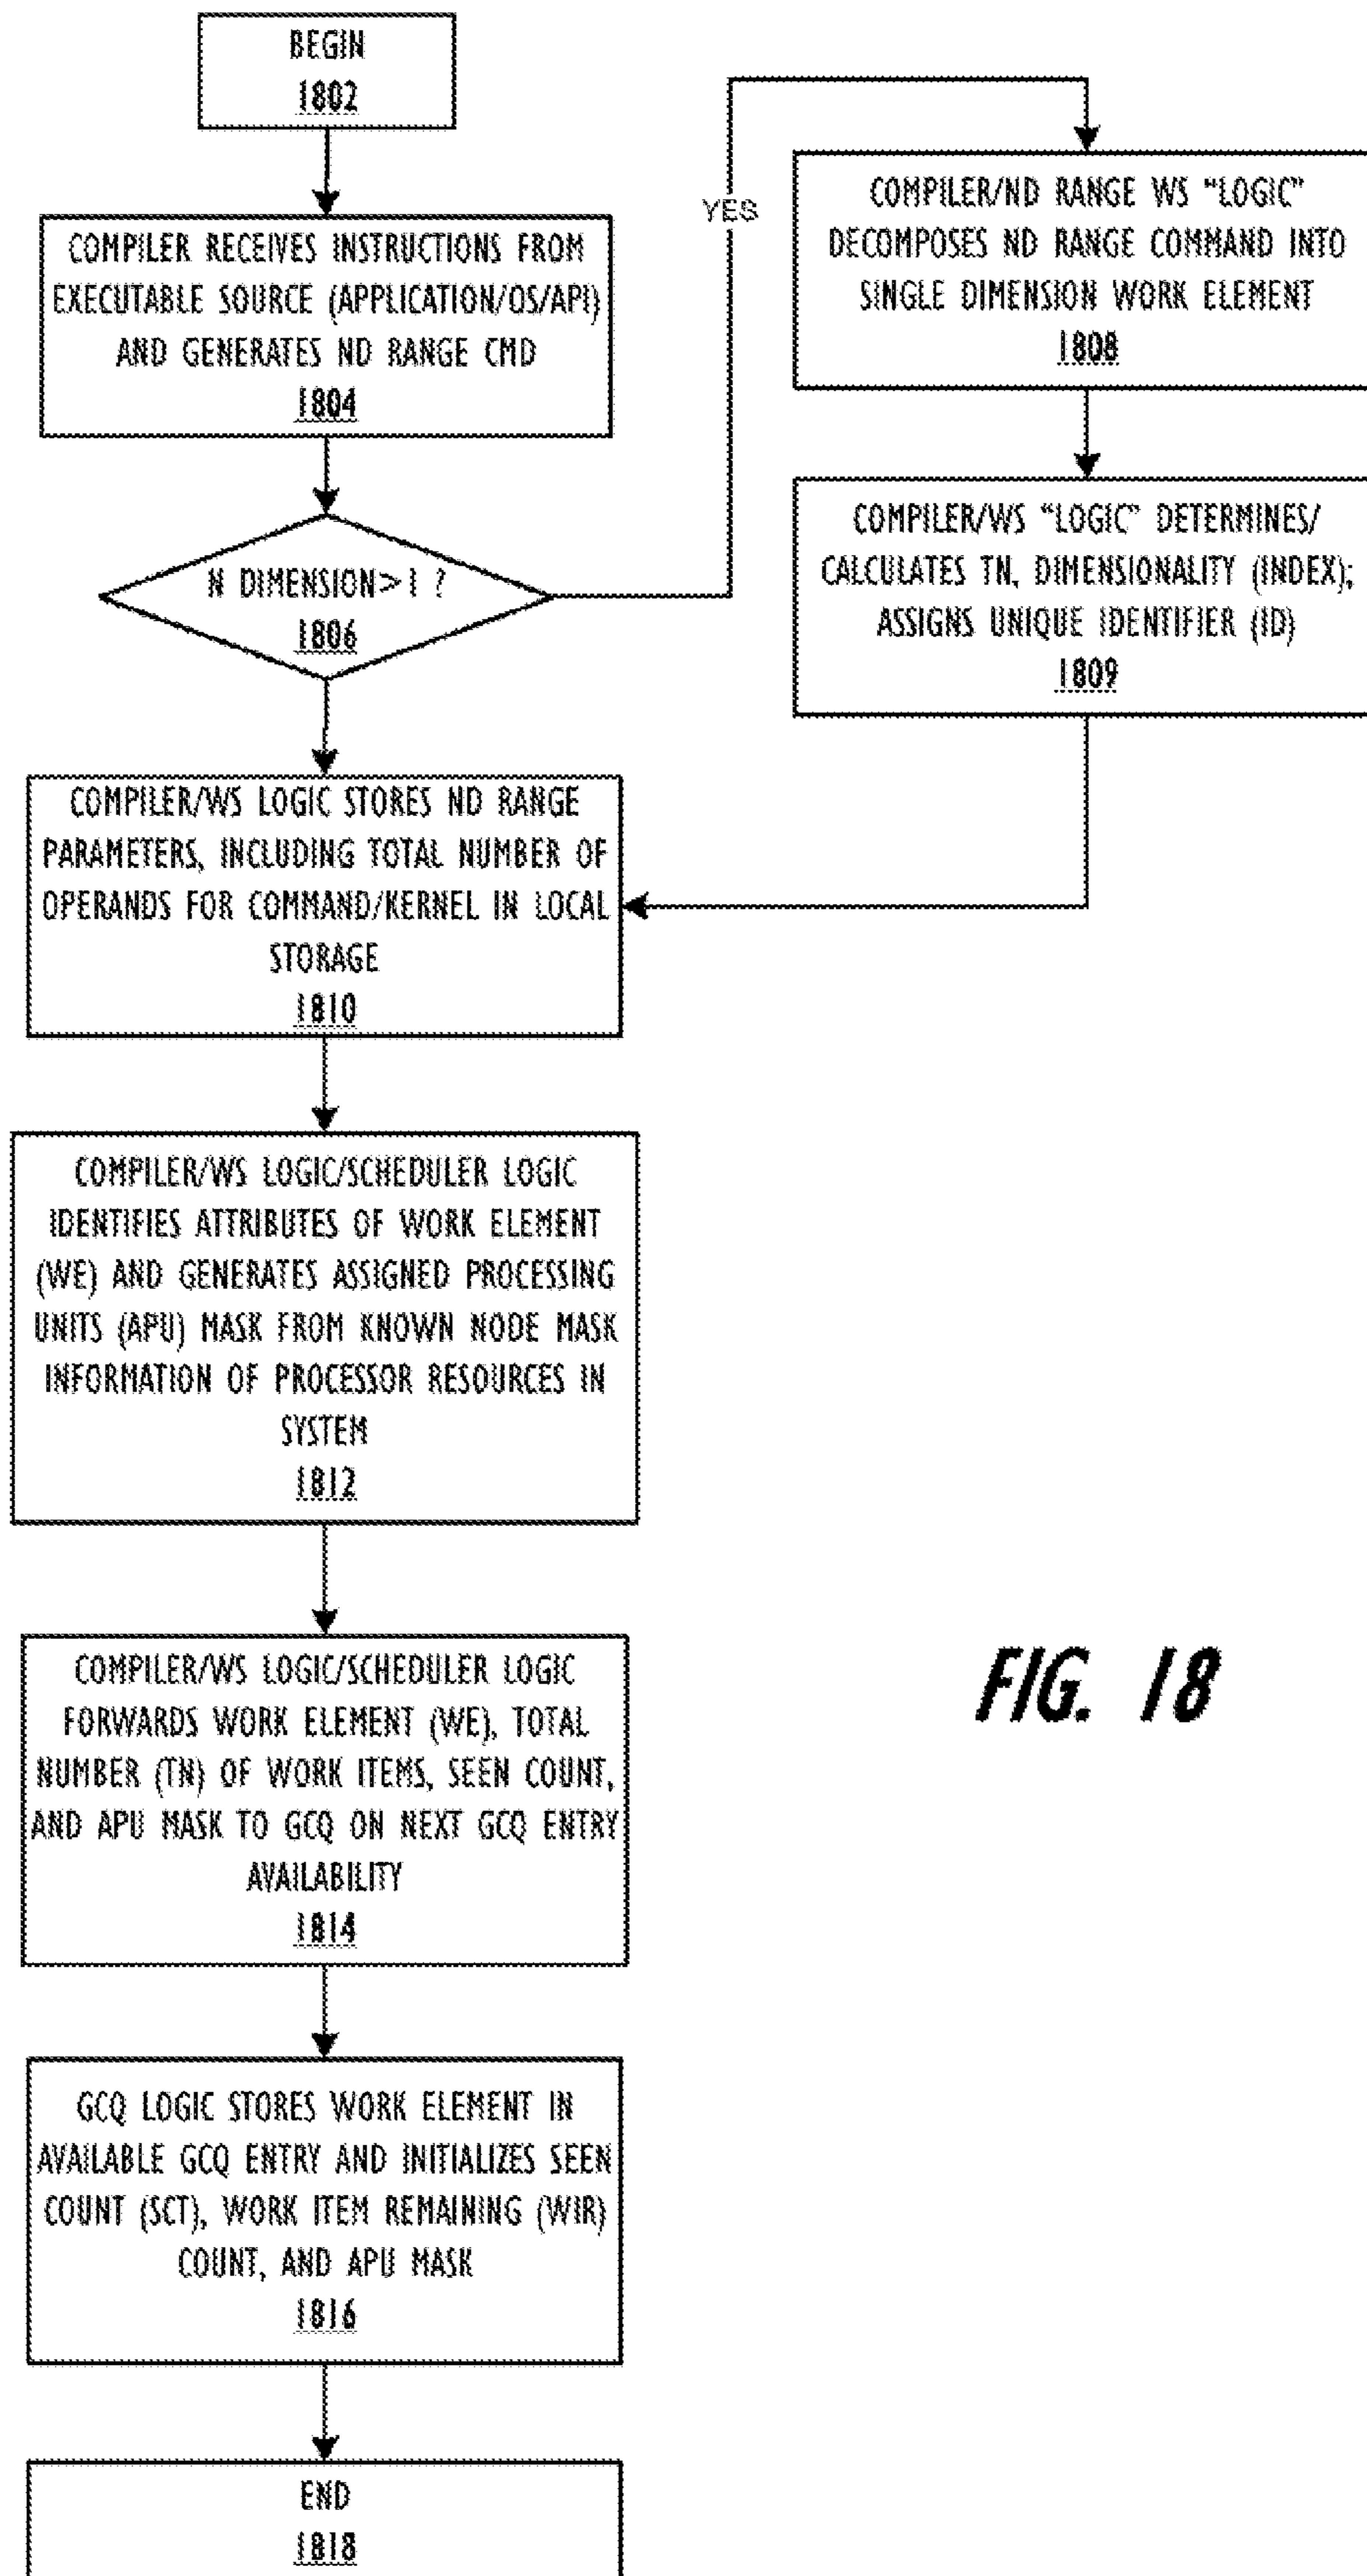 BEGIN
1802
COMPILER RECEIVES INSTRUCTIONS FROM
EXECUTABLE SOURCE (APPLICATION/OS/API)
AND GENERATES ND RANGE CMD
1804
N DIMENSION>1 ?
1806
YES
COMPILER/ND RANGE WS “LOGIC”
DECOMPOSES ND RANGE COMMAND INTO
SINGLE DIMENSION WORK ELEMENT
1808
COMPILER/WS “LOGIC” DETERMINES/
CALCULATES TN, DIMENSIONALITY (INDEX);
ASSIGNS UNIQUE IDENTIFIER (ID)
1809
COMPILER/WS LOGIC STORES ND RANGE
PARAMETERS, INCLUDING TOTAL NUMBER OF
OPERANDS FOR COMMAND/KERNEL IN LOCAL
STORAGE
1810
COMPILER/WS LOGIC/SCHEDULER LOGIC
IDENTIFIES ATTRIBUTES OF WORK ELEMENT
(WE) AND GENERATES ASSIGNED PROCESSING
UNITS (APU) MASK FROM KNOWN NODE MASK
INFORMATION OF PROCESSOR RESOURCES IN
SYSTEM
1812
COMPILER/WS LOGIC/SCHEDULER LOGIC
FORWARDS WORK ELEMENT (WE), TOTAL
NUMBER (TN) OF WORK ITEMS, SEEN COUNT,
AND APU MASK TO GCQ ON NEXT GCQ ENTRY
AVAILABILITY
1814
GCQ LOGIC STORES WORK ELEMENT IN
AVAILABLE GCQ ENTRY AND INITIALIZES SEEN
COUNT (SCT), WORK ITEM REMAINING (WIR)
COUNT, AND APU MASK
1816
END
1818
FIG. 18